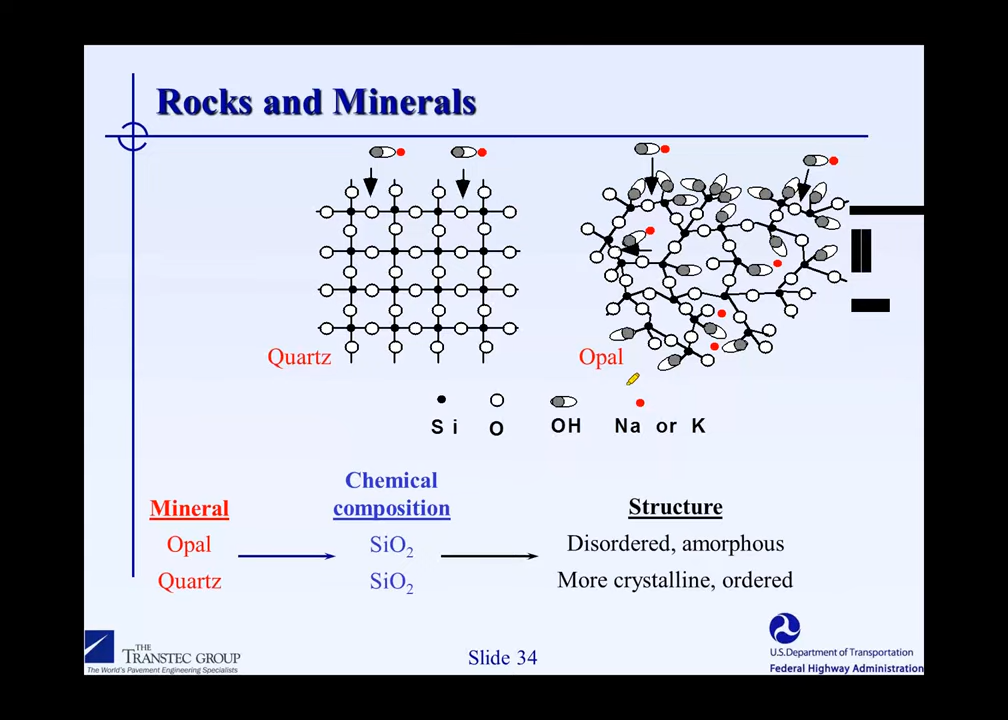 Rocks and Minerals
Quartz
Opal
Si O OH Na or K
Chemical
Mineral composition Structure
Opal SiO₂ Disordered, amorphous
Quartz SiO₂ More crystalline, ordered
THE
TRANSTEC GROUP
The World's Pavement Engineering Specialists
Slide 34
U.S.Department of Transportation
Federal Highway Administration